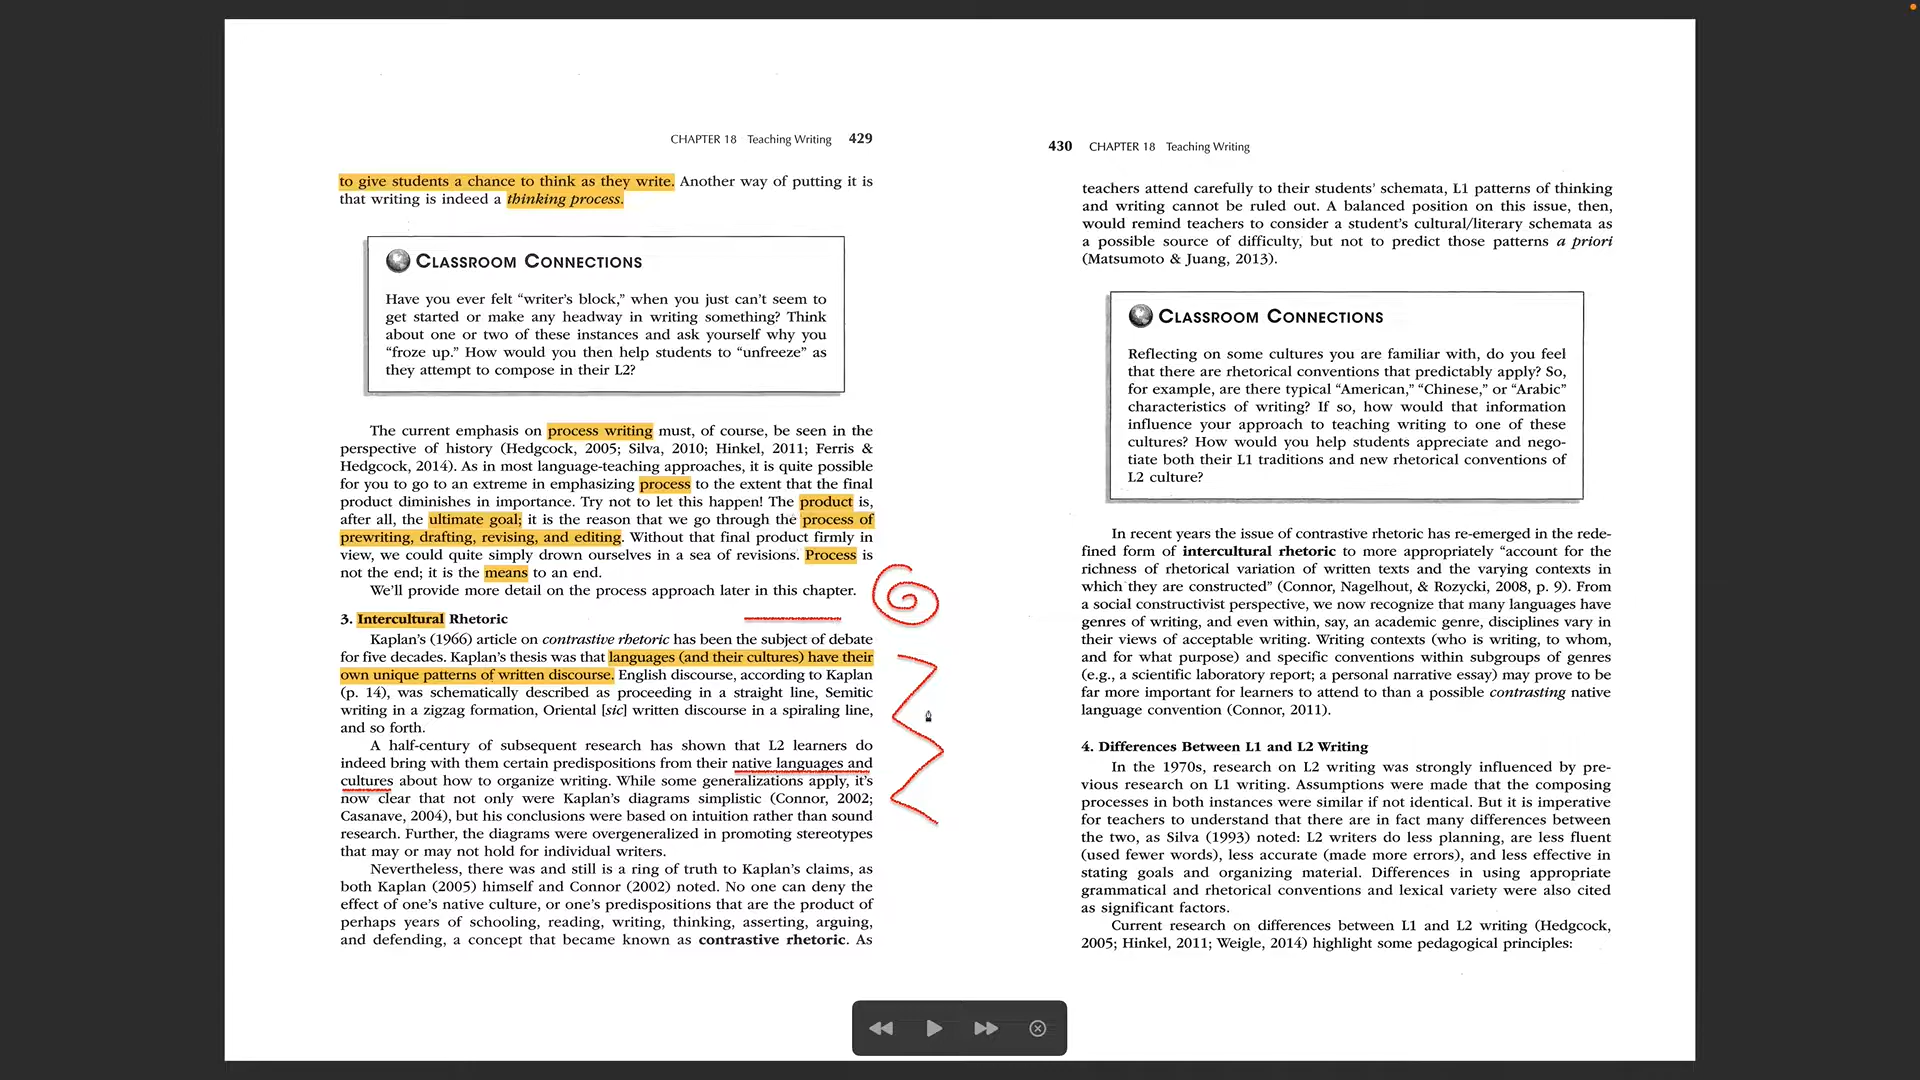 CHAPTER 18 Teaching Writing 429
to give students a chance to think as they write. Another way of putting it is
that writing is indeed a thinking process.
CLASSROOM CONNECTIONS
Have you ever felt “writer’s block,” when you just can’t seem to
get started or make any headway in writing something? Think
about one or two of these instances and ask yourself why you
“froze up.” How would you then help students to “unfreeze” as
they attempt to compose in their L2?
The current emphasis on process writing must, of course, be seen in the
perspective of history (Hedgcock, 2005; Silva, 2010; Hinkel, 2011; Ferris &
Hedgcock, 2014). As in most language-teaching approaches, it is quite possible
for you to go to an extreme in emphasizing process to the extent that the final
product diminishes in importance. Try not to let this happen! The product is,
after all, the ultimate goal; it is the reason that we go through the process of
prewriting, drafting, revising, and editing. Without that final product firmly in
view, we could quite simply drown ourselves in a sea of revisions. Process is
not the end; it is the means to an end.
We’ll provide more detail on the process approach later in this chapter.
3. Intercultural Rhetoric
Kaplan’s (1966) article on contrastive rhetoric has been the subject of debate
for five decades. Kaplan’s thesis was that languages (and their cultures) have their
own unique patterns of written discourse. English discourse, according to Kaplan
(p. 14), was schematically described as proceeding in a straight line, Semitic
writing in a zigzag formation, Oriental [sic] written discourse in a spiraling line,
and so forth.
A half-century of subsequent research has shown that L2 learners do
indeed bring with them certain predispositions from their native languages and
cultures about how to organize writing. While some generalizations apply, it’s
now clear that not only were Kaplan’s diagrams simplistic (Connor, 2002;
Casanave, 2004), but his conclusions were based on intuition rather than sound
research. Further, the diagrams were overgeneralized in promoting stereotypes
that may or may not hold for individual writers.
Nevertheless, there was and still is a ring of truth to Kaplan’s claims, as
both Kaplan (2005) himself and Connor (2002) noted. No one can deny the
effect of one’s native culture, or one’s predispositions that are the product of
perhaps years of schooling, reading, writing, thinking, asserting, arguing,
and defending, a concept that became known as contrastive rhetoric. As
430 CHAPTER 18 Teaching Writing
teachers attend carefully to their students’ schemata, L1 patterns of thinking
and writing cannot be ruled out. A balanced position on this issue, then,
would remind teachers to consider a student’s cultural/literary schemata as
a possible source of difficulty, but not to predict those patterns a priori
(Matsumoto & Juang, 2013).
CLASSROOM CONNECTIONS
Reflecting on some cultures you are familiar with, do you feel
that there are rhetorical conventions that predictably apply? So,
for example, are there typical “American,” “Chinese,” or “Arabic”
characteristics of writing? If so, how would that information
influence your approach to teaching writing to one of these
cultures? How would you help students appreciate and nego-
tiate both their L1 traditions and new rhetorical conventions of
L2 culture?
In recent years the issue of contrastive rhetoric has re-emerged in the rede-
fined form of intercultural rhetoric to more appropriately “account for the
richness of rhetorical variation of written texts and the varying contexts in
which they are constructed” (Connor, Nagelhout, & Rozycki, 2008, p. 9). From
a social constructivist perspective, we now recognize that many languages have
genres of writing, and even within, say, an academic genre, disciplines vary in
their views of acceptable writing. Writing contexts (who is writing, to whom,
and for what purpose) and specific conventions within subgroups of genres
(e.g., a scientific laboratory report; a personal narrative essay) may prove to be
far more important for learners to attend to than a possible contrasting native
language convention (Connor, 2011).
4. Differences Between L1 and L2 Writing
In the 1970s, research on L2 writing was strongly influenced by pre-
vious research on L1 writing. Assumptions were made that the composing
processes in both instances were similar if not identical. But it is imperative
for teachers to understand that there are in fact many differences between
the two, as Silva (1993) noted: L2 writers do less planning, are less fluent
(used fewer words), less accurate (made more errors), and less effective in
stating goals and organizing material. Differences in using appropriate
grammatical and rhetorical conventions and lexical variety were also cited
as significant factors.
Current research on differences between L1 and L2 writing (Hedgcock,
2005; Hinkel, 2011; Weigle, 2014) highlight some pedagogical principles: